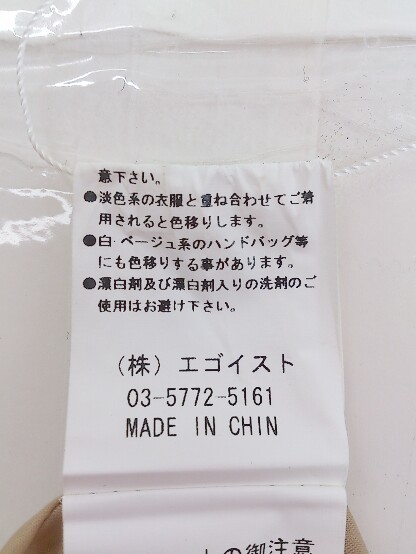 意下さい。
●淡色系の衣服と重ね合わせてご着
用されると色移りします。
●白・ベージュ系のハンドバッグ等
にも色移りする事があります。
●漂白剤及び漂白剤入りの洗剤のご
使用はお避け下さい。
（株）エゴイスト
03-5772-5161
MADE IN CHIN
の御注意